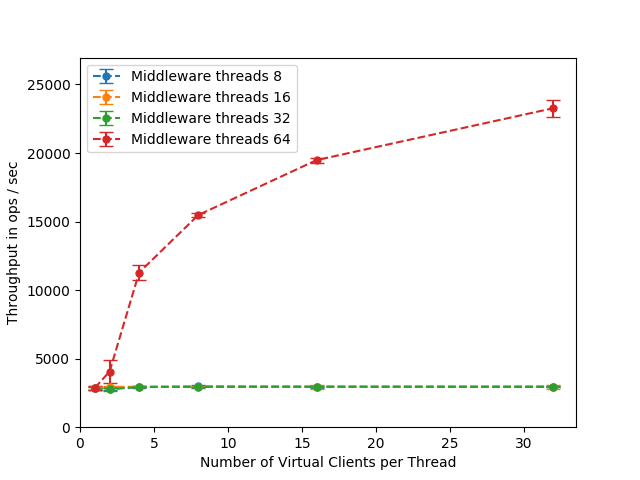 Middleware threads 8
Middleware threads 16
Middleware threads 32
Middleware threads 64
25000
20000
15000
10000
5000
0
Throughput in ops / sec
0 5 10 15 20 25 30
Number of Virtual Clients per Thread